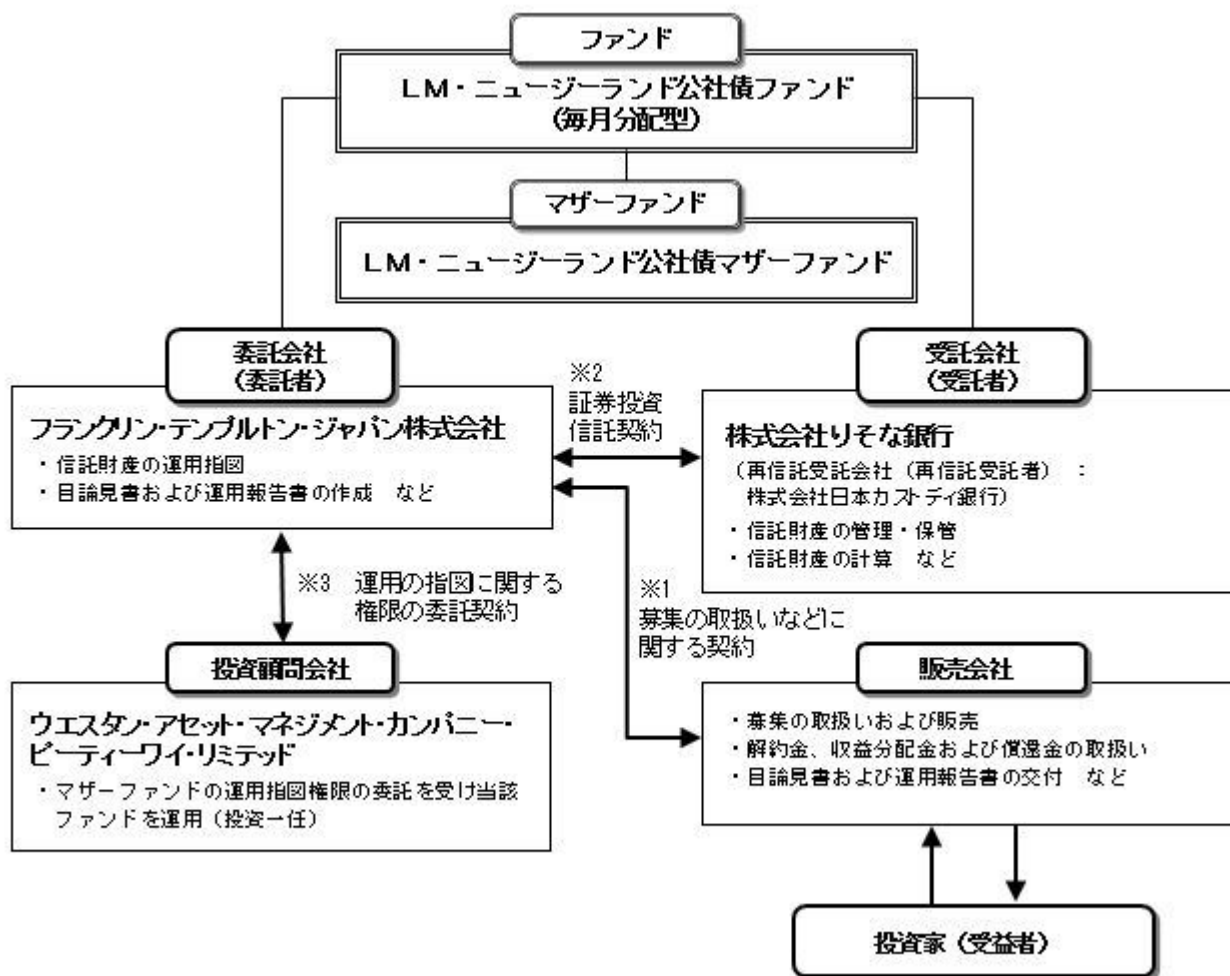 ファンド
LM・ニュージーランド公社債ファンド
(毎月分配型)
マザーファンド
LM・ニュージーランド公社債マザーファンド
委託会社
(委託者)
フランクリン・テンプルトン・ジャパン株式会社
・信託財産の運用指図
・目論見書および運用報告書の作成 など
※2
証券投資
信託契約
受託会社
(受託者)
株式会社りそな銀行
(再信託受託会社(再信託受託者) :
株式会社日本カストディ銀行)
・信託財産の管理・保管
・信託財産の計算 など
※3 運用の指図に関する
権限の委託契約
※1
募集の取扱いなどに
関する契約
投資顧問会社
ウエスタン・アセット・マネジメント・カンパニー・
ピーティーワイ・リミテッド
・マザーファンドの運用指図権限の委託を受け当該
ファンドを運用(投資一任)
販売会社
・募集の取扱いおよび販売
・解約金、収益分配金および償還金の取扱い
・目論見書および運用報告書の交付 など
投資家(受益者)